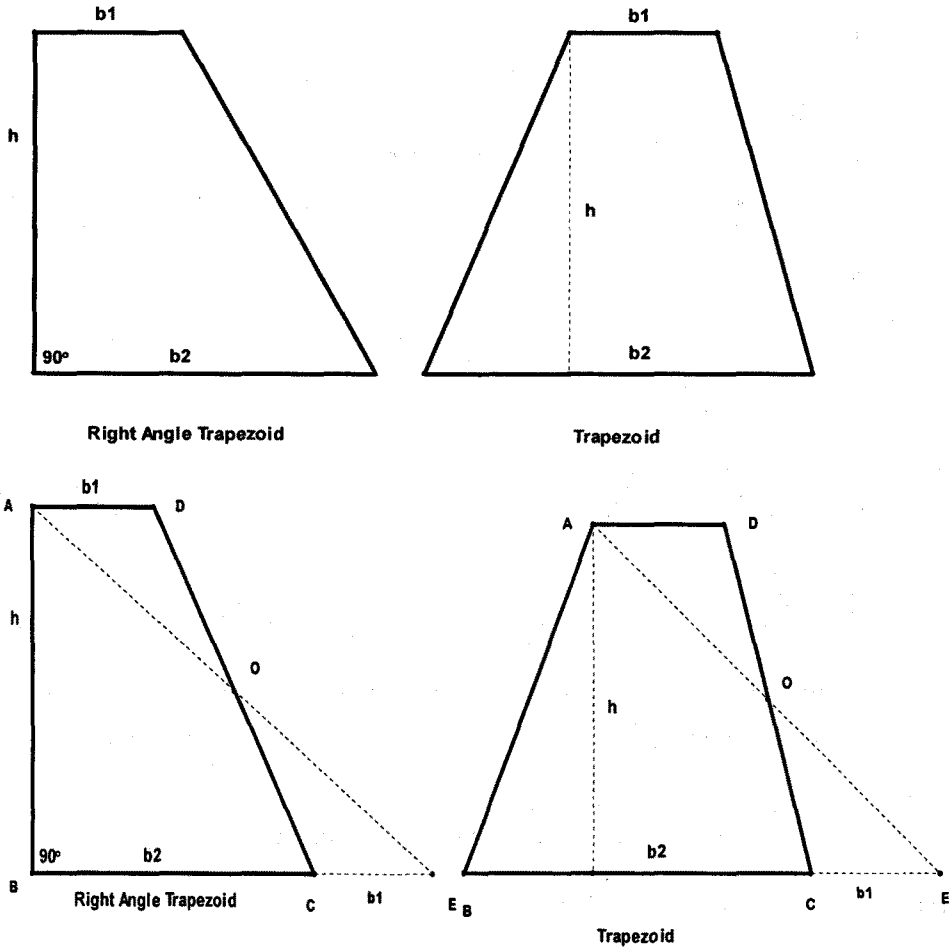 b1 b1
h
h
90° b2 b2
Right Angle Trapezoid Trapezoid
b1
A D
A D
h
O
O
h
90° b2 b2
B Right Angle Trapezoid C b1 E B C b1 E
Trapezoid